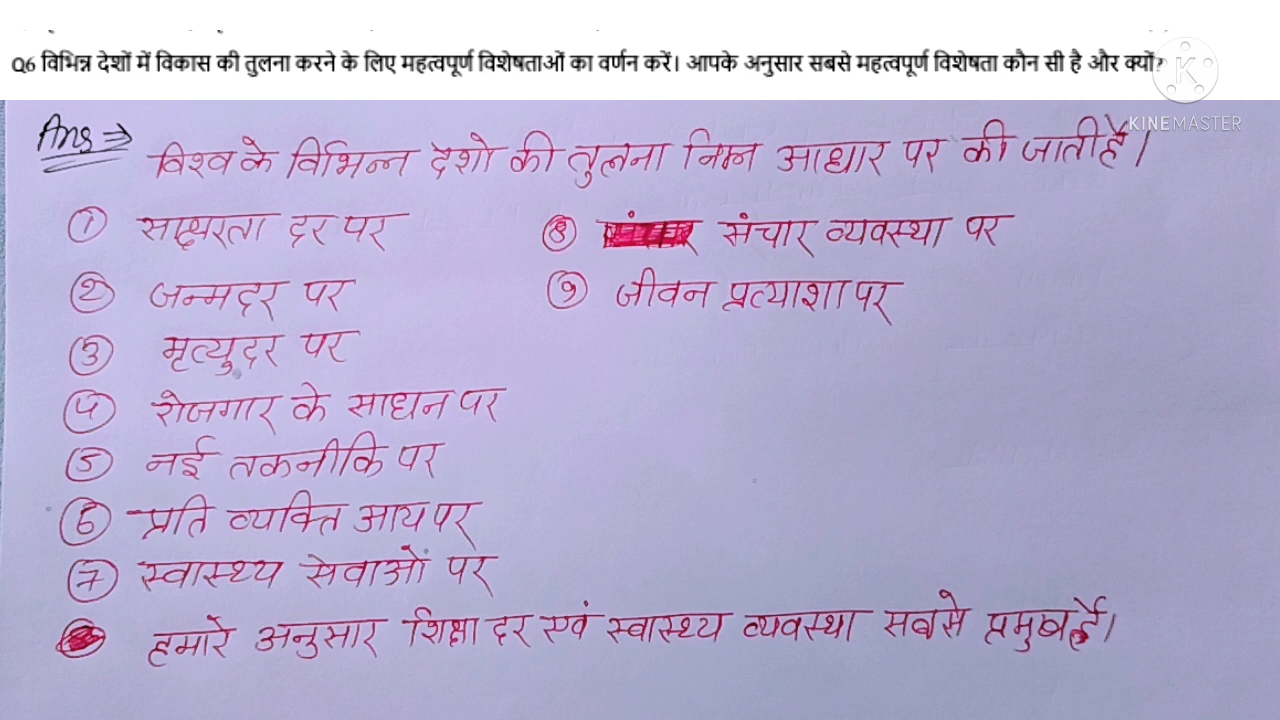 Q6 विभिन्न देशों में विकास की तुलना करने के लिए महत्वपूर्ण विशेषताओं का वर्णन करें। आपके अनुसार सबसे महत्वपूर्ण विशेषता कौन सी है और क्यों?
K
KINEMASTER
Ans ⇒ विश्व के विभिन्न देशो की तुलना निम्न आधार पर की जाती है।
① साक्षरता दर पर
② जन्मदर पर
③ मृत्युदर पर
④ रोजगार के साधन पर
⑤ नई तकनीकि पर
⑥ प्रति व्यक्ति आय पर
⑦ स्वास्थ्य सेवाओं पर
⑧ संचार व्यवस्था पर
⑨ जीवन प्रत्याशा पर
हमारे अनुसार शिक्षा दर एवं स्वास्थ्य व्यवस्था सबसे प्रमुख है।